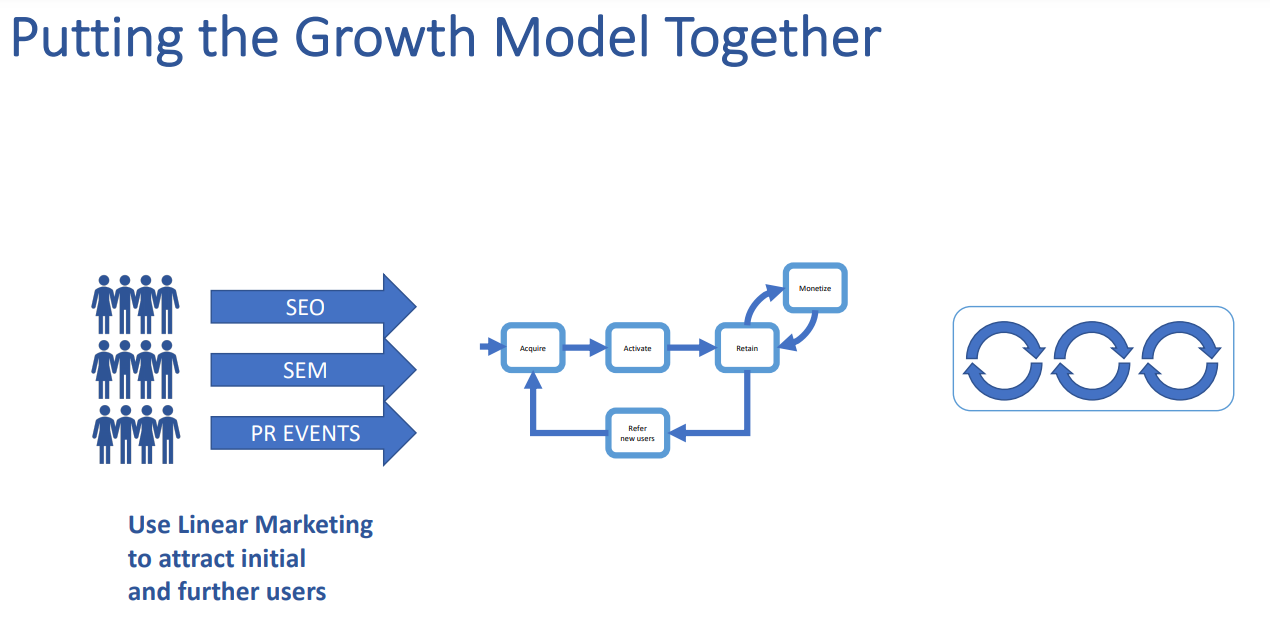 Putting the Growth Model Together
SEO
SEM
PR EVENTS
Acquire
Activate
Retain
Monetize
Refer
new users
Use Linear Marketing
to attract initial
and further users